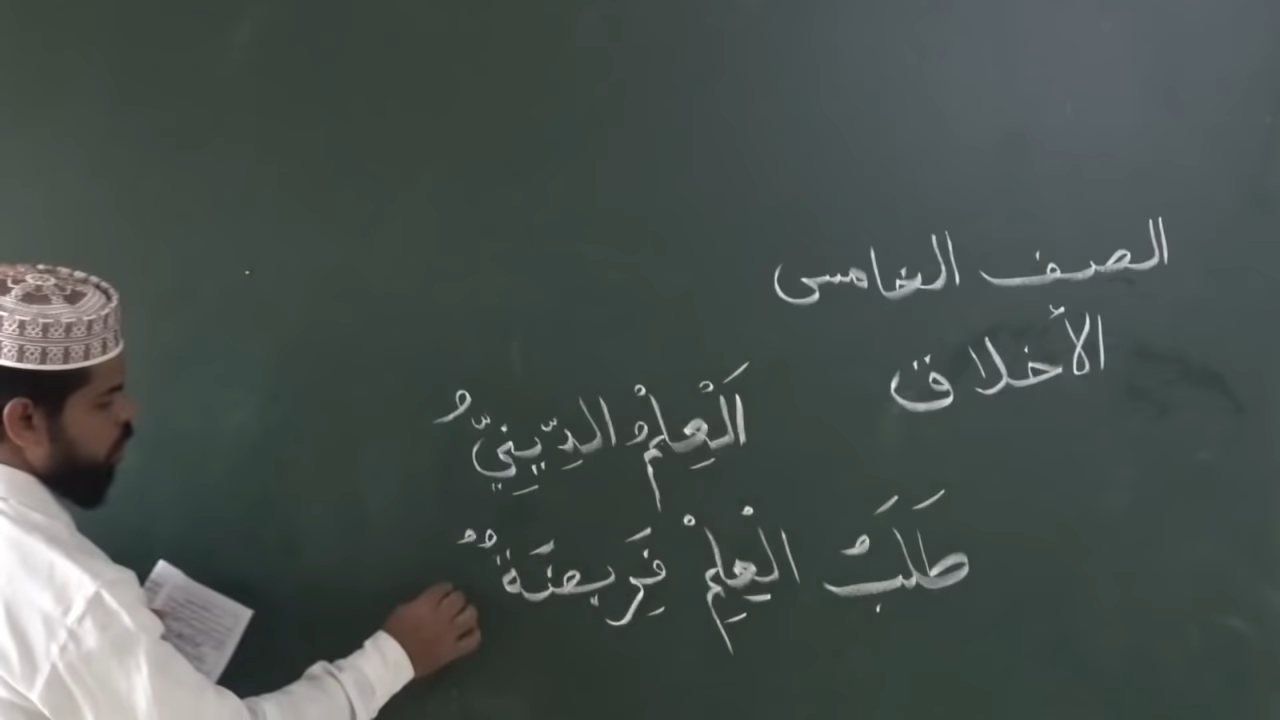 الصف الخامس
الأخلاق
اَلْعِلْمُ الدِّينِيُّ
طَلَبُ الْعِلْمِ فَرِيضَةٌ